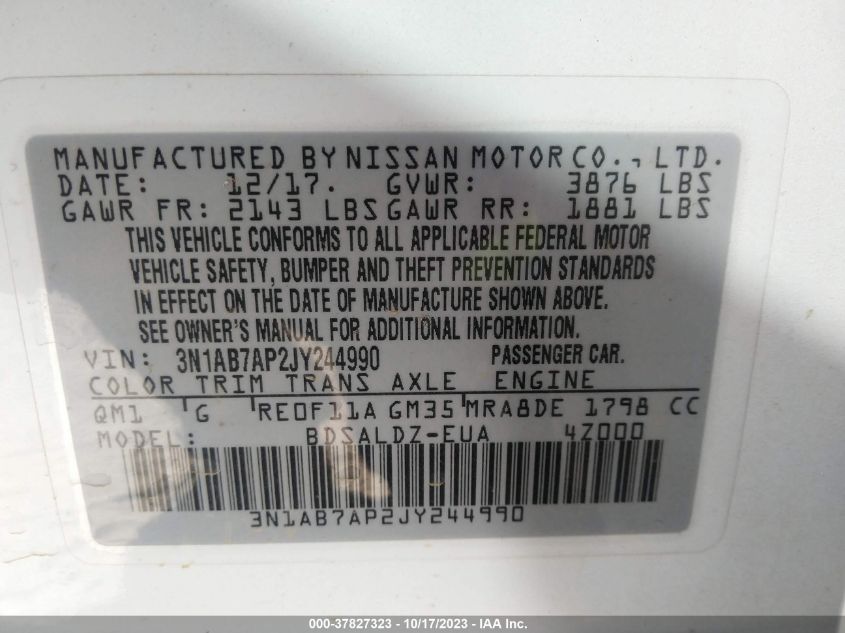 MANUFACTURED BY NISSAN MOTOR CO., LTD.
DATE: 12/17. GVWR: 3876 LBS
GAWR FR: 2143 LBS GAWR RR: 1881 LBS
THIS VEHICLE CONFORMS TO ALL APPLICABLE FEDERAL MOTOR
VEHICLE SAFETY, BUMPER AND THEFT PREVENTION STANDARDS
IN EFFECT ON THE DATE OF MANUFACTURE SHOWN ABOVE.
SEE OWNER'S MANUAL FOR ADDITIONAL INFORMATION.
VIN: 3N1AB7AP2JY244990 PASSENGER CAR.
COLOR TRIM TRANS AXLE ENGINE
QM1 G RE0F11A GM35 MRA8DE 1798 CC
MODEL: BDSALDZ-EUA 4Z000
3N1AB7AP2JY244990
000-37827323 - 10/17/2023 - IAA Inc.